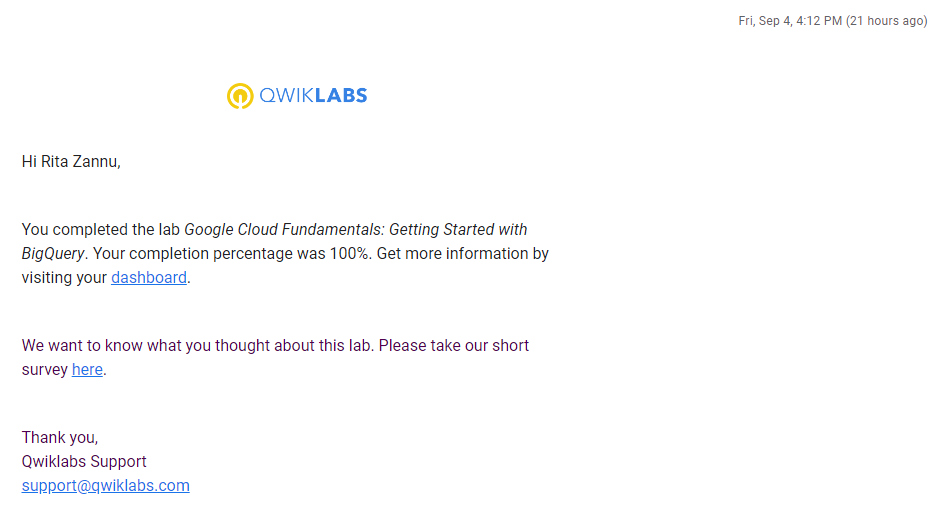 Fri, Sep 4, 4:12 PM (21 hours ago)
QWIKLABS
Hi Rita Zannu,
You completed the lab Google Cloud Fundamentals: Getting Started with
BigQuery. Your completion percentage was 100%. Get more information by
visiting your dashboard.
We want to know what you thought about this lab. Please take our short
survey here.
Thank you,
Qwiklabs Support
support@qwiklabs.com